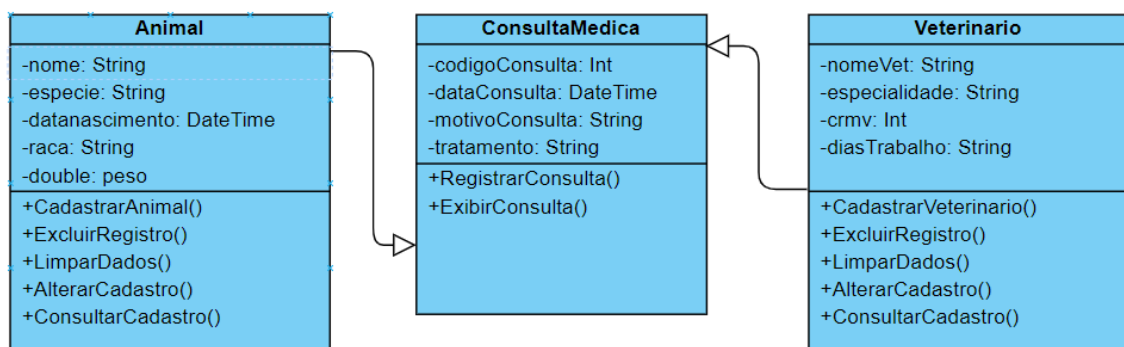 Animal
-nome: String
-especie: String
-datanascimento: DateTime
-raca: String
-double: peso
+CadastrarAnimal()
+ExcluirRegistro()
+LimparDados()
+AlterarCadastro()
+ConsultarCadastro()
ConsultaMedica
-codigoConsulta: Int
-dataConsulta: DateTime
-motivoConsulta: String
-tratamento: String
+RegistrarConsulta()
+ExibirConsulta()
Veterinario
-nomeVet: String
-especialidade: String
-crmv: Int
-diasTrabalho: String
+CadastrarVeterinario()
+ExcluirRegistro()
+LimparDados()
+AlterarCadastro()
+ConsultarCadastro()